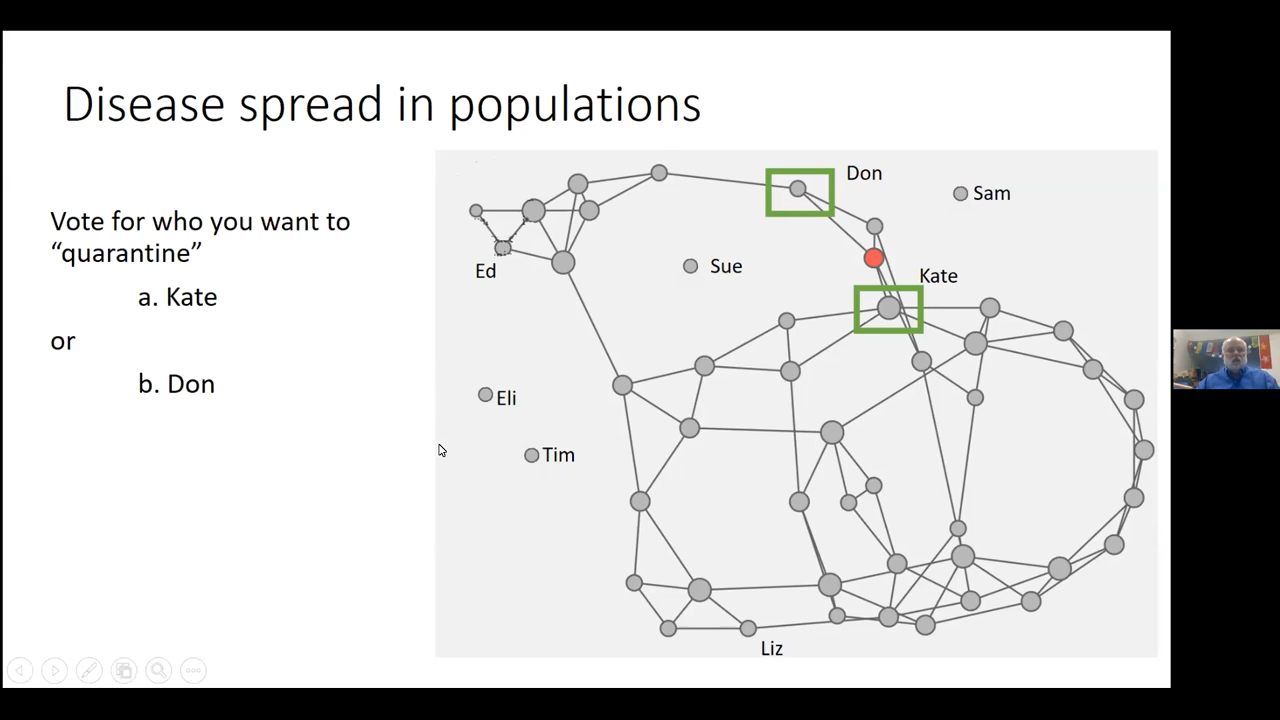 Disease spread in populations
Vote for who you want to
“quarantine”
a. Kate
or
b. Don
Don
Sam
Ed
Sue
Kate
Eli
Tim
Liz